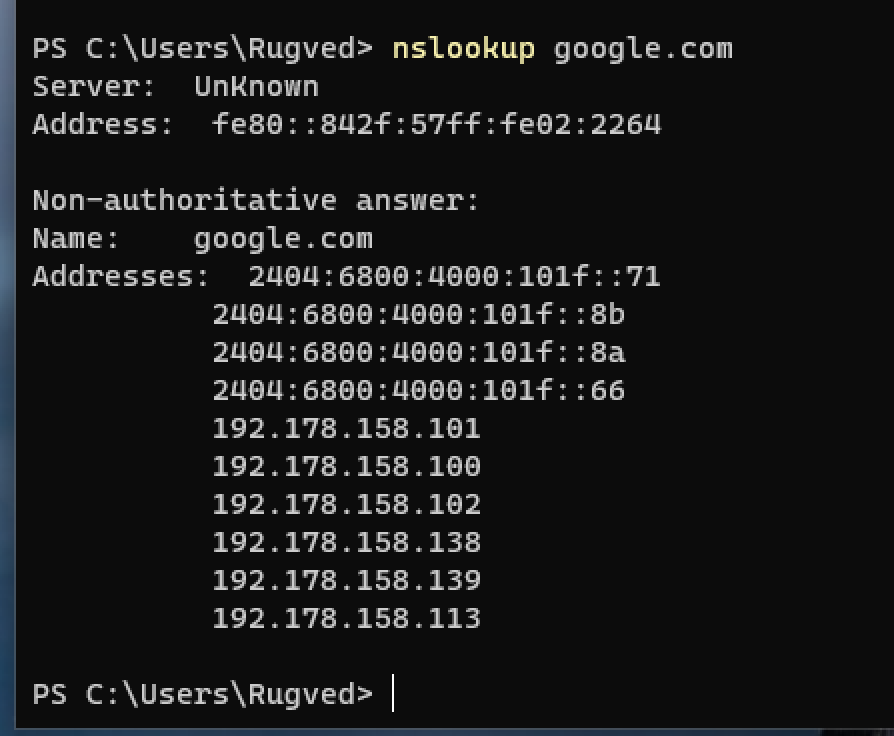 PS C:\Users\Rugved> nslookup google.com
Server:  UnKnown
Address:  fe80::842f:57ff:fe02:2264

Non-authoritative answer:
Name:    google.com
Addresses:  2404:6800:4000:101f::71
          2404:6800:4000:101f::8b
          2404:6800:4000:101f::8a
          2404:6800:4000:101f::66
          192.178.158.101
          192.178.158.100
          192.178.158.102
          192.178.158.138
          192.178.158.139
          192.178.158.113

PS C:\Users\Rugved>